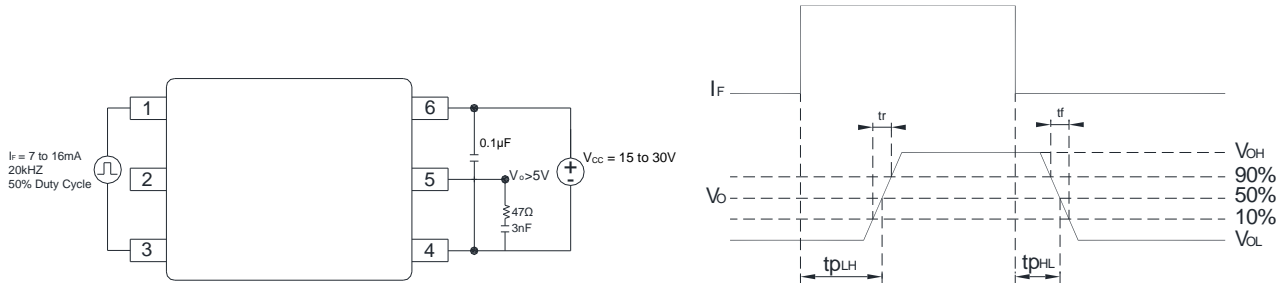 IF = 7 to 16mA
20kHZ
50% Duty Cycle
1
2
3
6
5
4
0.1µF
Vo>5V
47Ω
3nF
VCC = 15 to 30V
IF
tr
tf
VO
VOH
90%
50%
10%
VOL
tpLH
tpHL